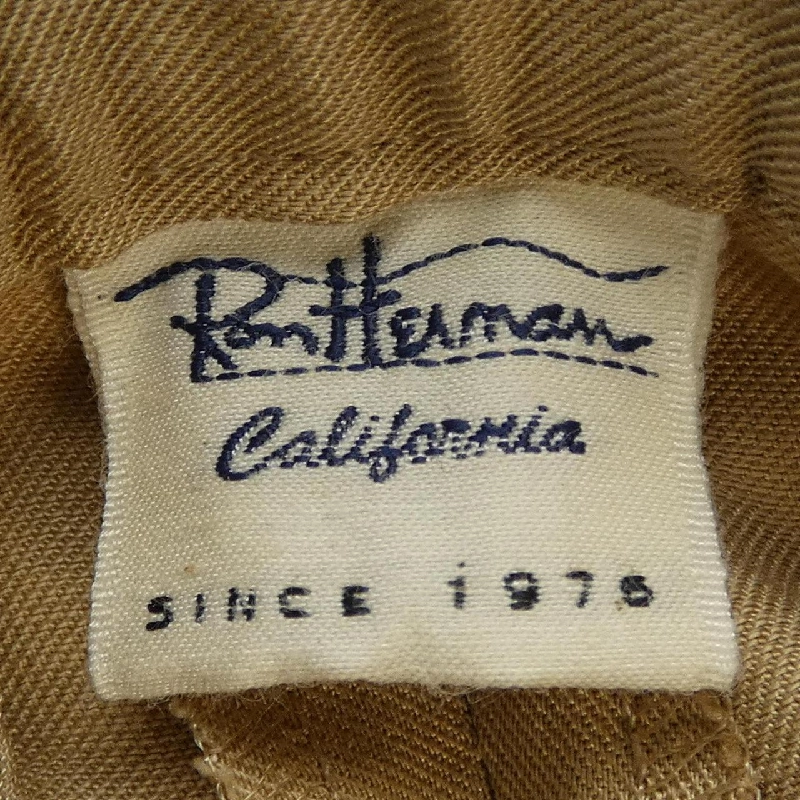 Ron Herman
California
SINCE 1976